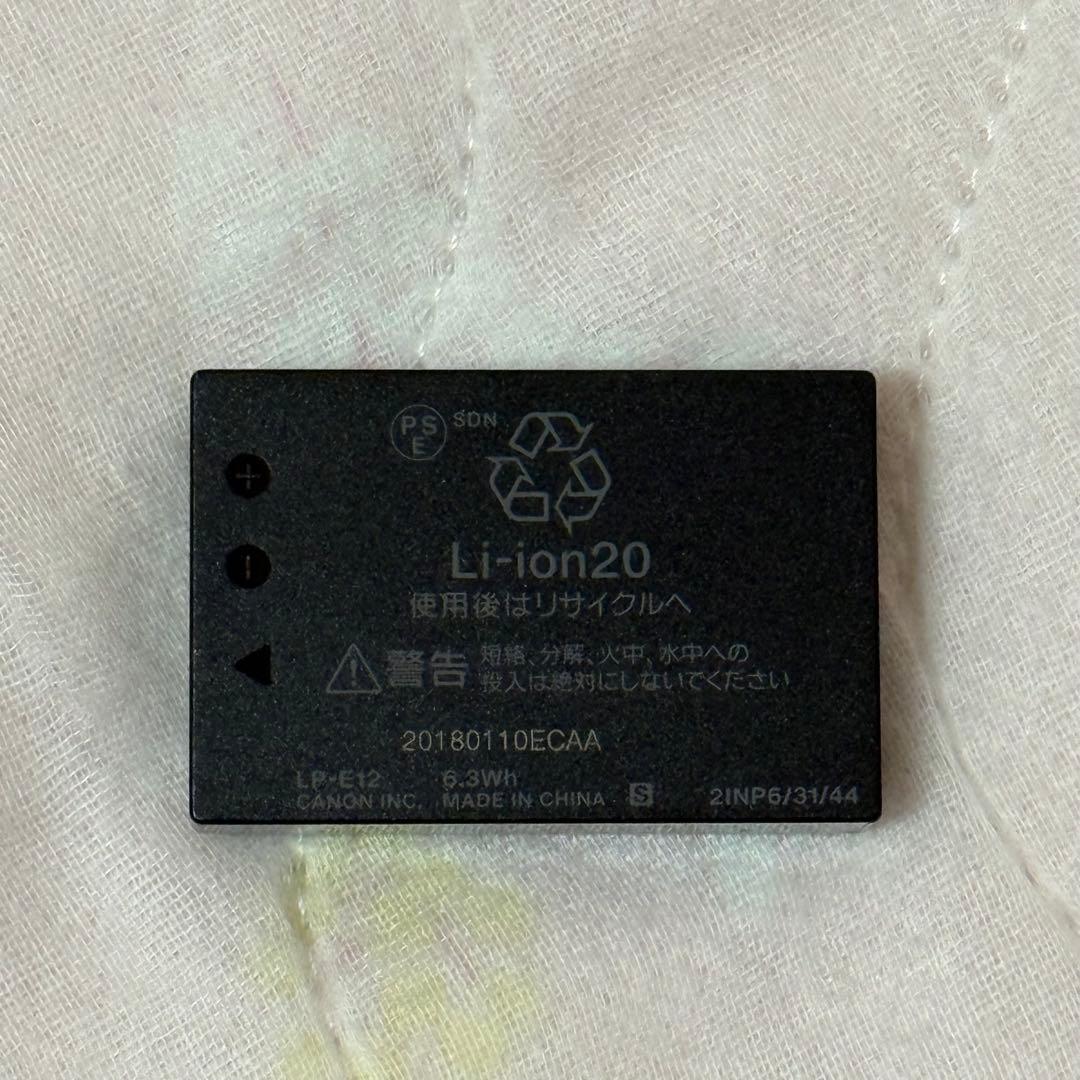 PSE SDN
Li-ion20
使用後はリサイクルへ
警告 短絡、分解、火中、水中への
投入は絶対にしないでください
20180110ECAA
LP-E12 6.3Wh
CANON INC. MADE IN CHINA S 2INP6/31/44